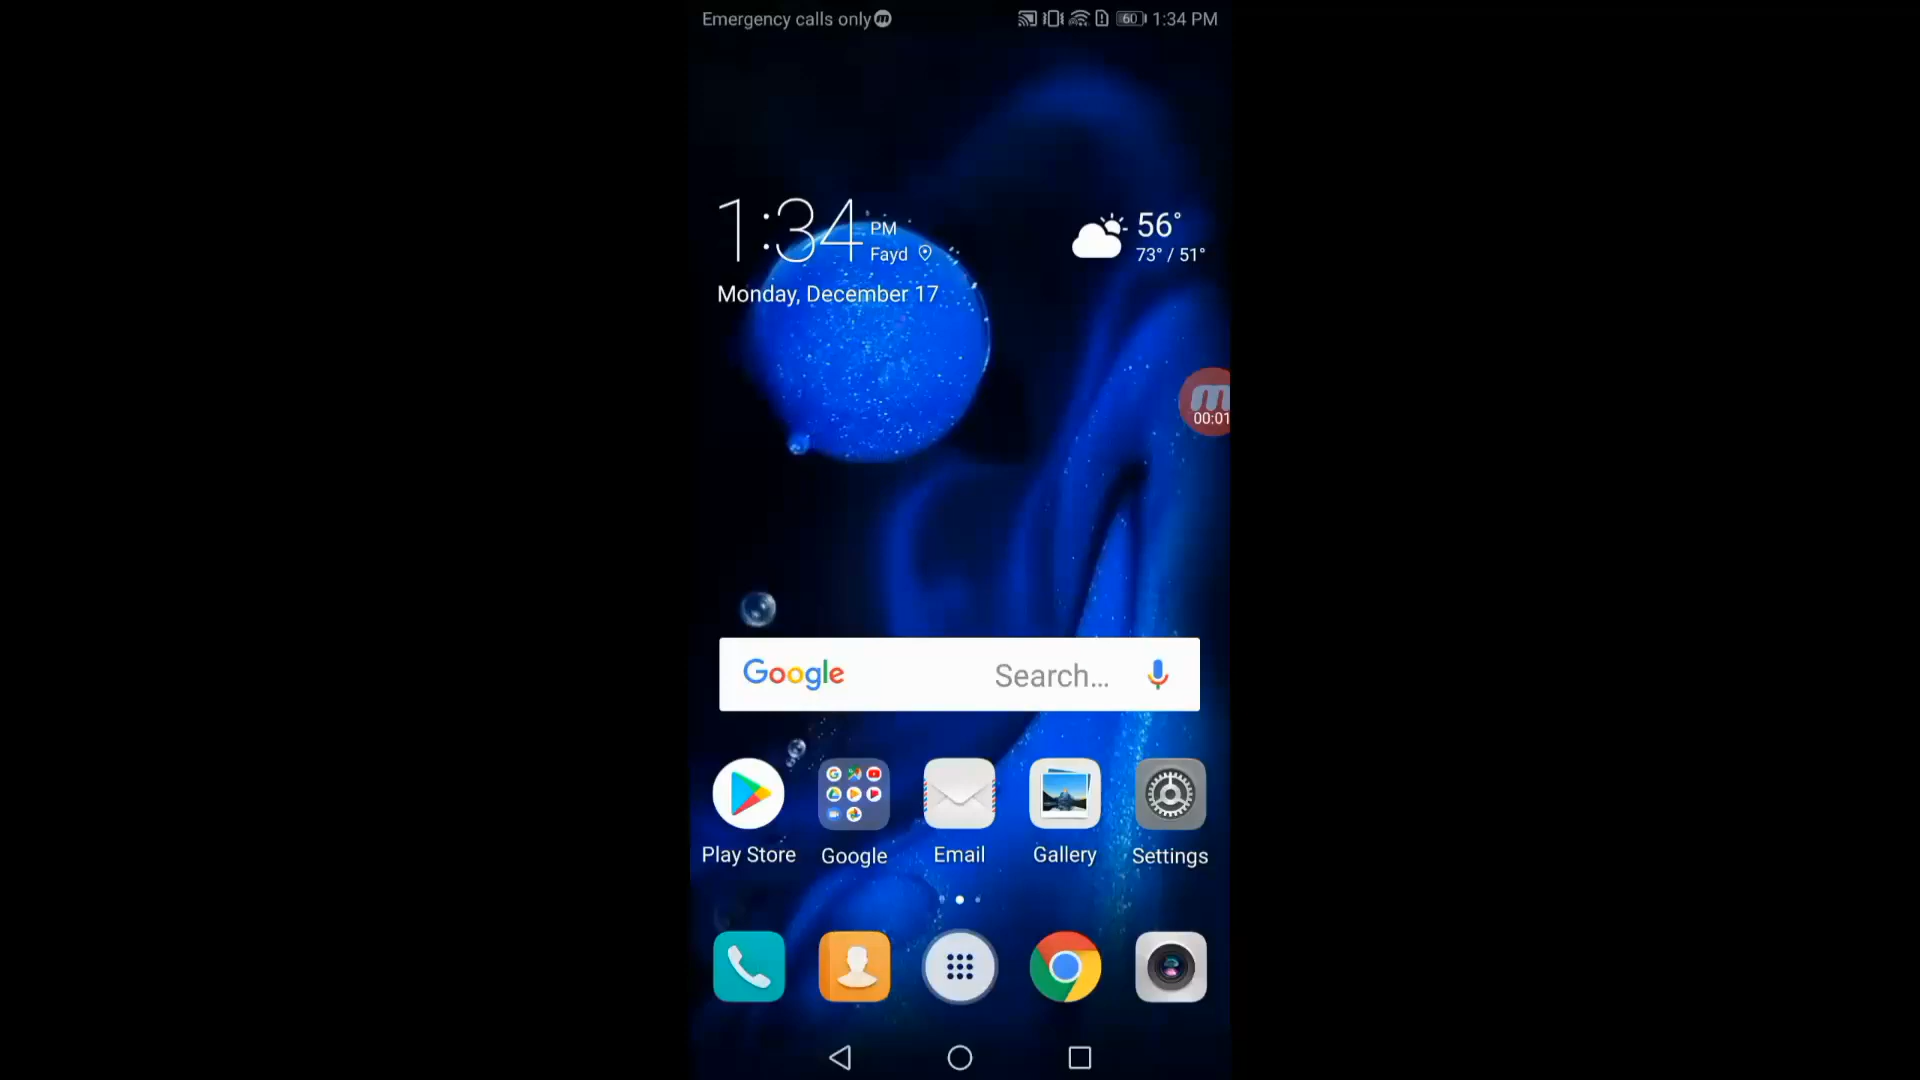 Emergency calls only
60 1:34 PM
1:34 PM
Fayd
Monday, December 17
56°
73° / 51°
m
00:01
Google Search...
Play Store
Google
Email
Gallery
Settings